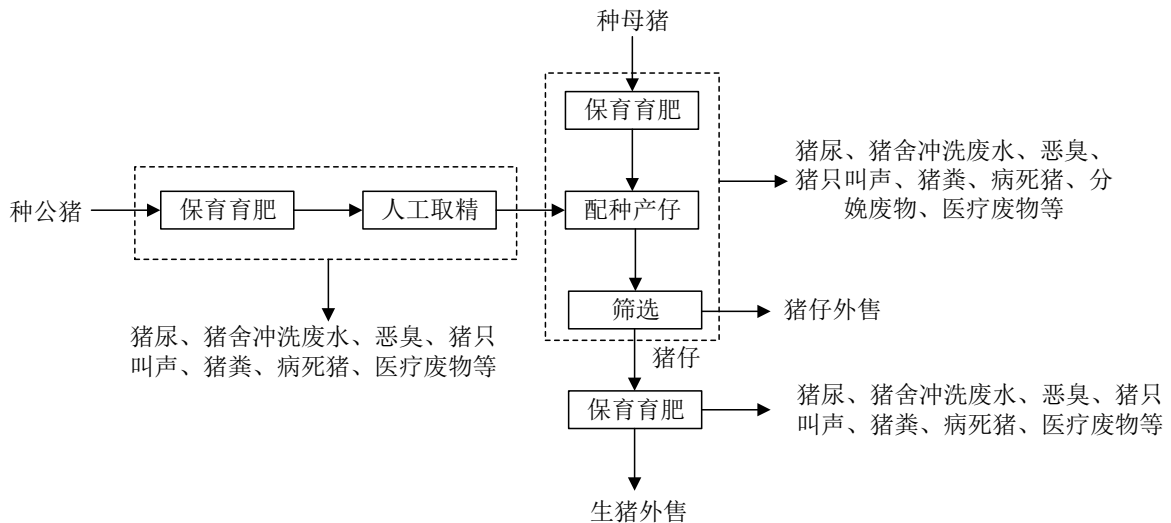 种母猪
保育育肥
猪尿、猪舍冲洗废水、恶臭、
猪只叫声、猪粪、病死猪、分
娩废物、医疗废物等
种公猪
保育育肥
人工取精
配种产仔
筛选
猪仔外售
猪尿、猪舍冲洗废水、恶臭、猪只
叫声、猪粪、病死猪、医疗废物等
猪仔
保育育肥
猪尿、猪舍冲洗废水、恶臭、猪只
叫声、猪粪、病死猪、医疗废物等
生猪外售